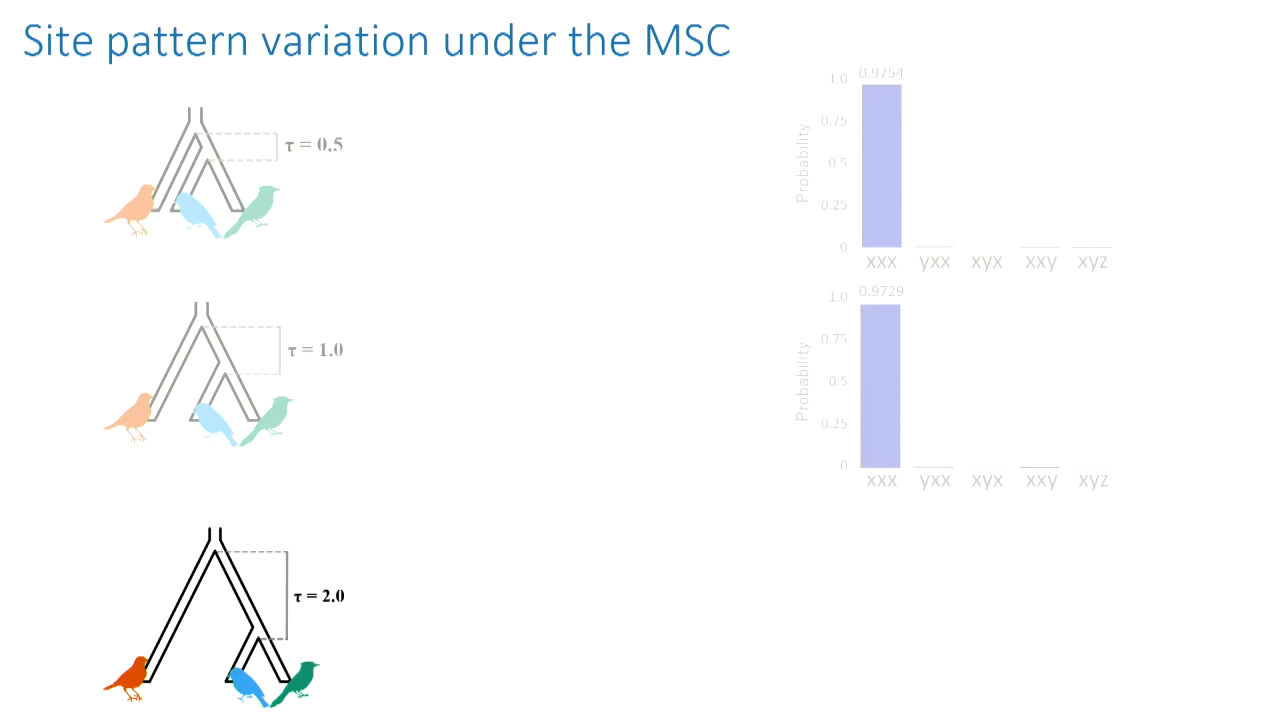 Site pattern variation under the MSC
τ = 0.5
1.0
0.9754
0.75
0.5
0.25
0
Probability
xxx yxx xyx xxy xyz
τ = 1.0
1.0
0.9729
0.75
0.5
0.25
0
Probability
xxx yxx xyx xxy xyz
τ = 2.0